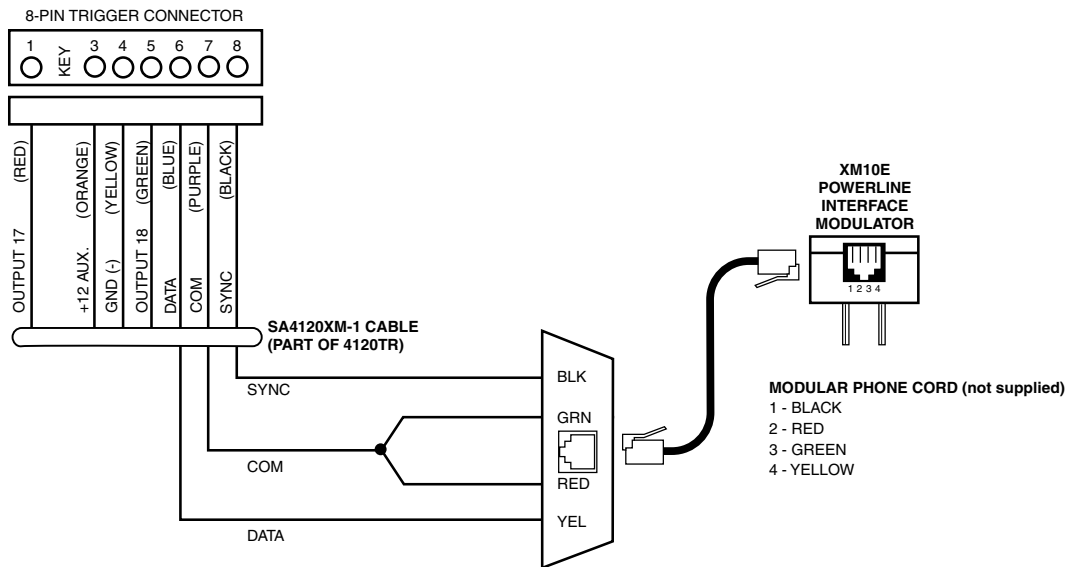 8-PIN TRIGGER CONNECTOR
1 KEY 3 4 5 6 7 8
(RED)
(ORANGE)
(YELLOW)
(GREEN)
(BLUE)
(PURPLE)
(BLACK)
OUTPUT 17
+12 AUX.
GND (-)
OUTPUT 18
DATA
COM
SYNC
SA4120XM-1 CABLE
(PART OF 4120TR)
SYNC
COM
DATA
BLK
GRN
RED
YEL
XM10E
POWERLINE
INTERFACE
MODULATOR
1 2 3 4
MODULAR PHONE CORD (not supplied)
1 - BLACK
2 - RED
3 - GREEN
4 - YELLOW